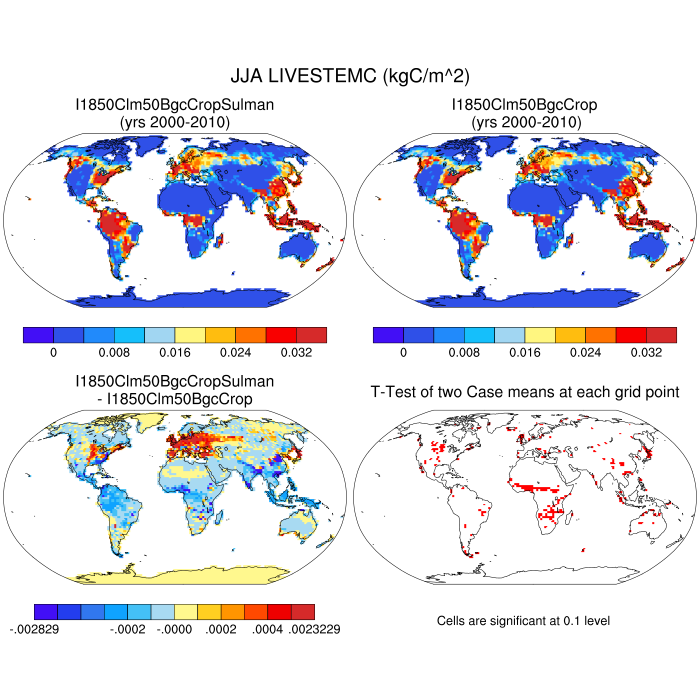 JJA LIVESTEMC (kgC/m^2)
I1850Clm50BgcCropSulman
(yrs 2000-2010)
I1850Clm50BgcCrop
(yrs 2000-2010)
0 0.008 0.016 0.024 0.032
0 0.008 0.016 0.024 0.032
I1850Clm50BgcCropSulman
- I1850Clm50BgcCrop
T-Test of two Case means at each grid point
-.002829 -.0002 -.0000 .0002 .0004 .0023229
Cells are significant at 0.1 level